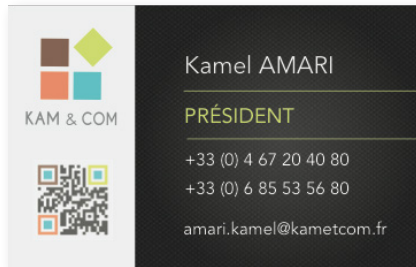 KAM & COM
Kamel AMARI
PRÉSIDENT
+33 (0) 4 67 20 40 80
+33 (0) 6 85 53 56 80
amari.kamel@kametcom.fr